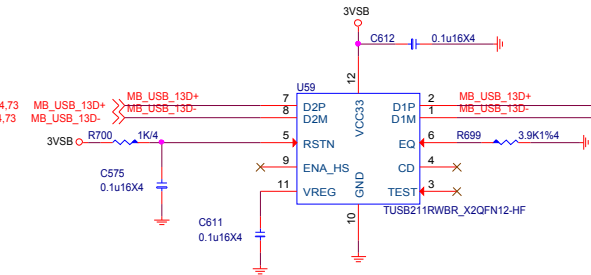 3VSB
C612
0.1u16X4
U59
12
4,73 MB_USB_13D+
MB_USB_13D+
7 D2P
VCC33
D1P 2
MB_USB_13D+
4,73 MB_USB_13D-
MB_USB_13D-
8 D2M
D1M 1
MB_USB_13D-
3VSB
R700
1K/4
5 RSTN
EQ 6
R699
3.9K1%4
9 ENA_HS
CD 4
C575
0.1u16X4
11 VREG
GND
TEST 3
10
TUSB211RWBR_X2QFN12-HF
C611
0.1u16X4